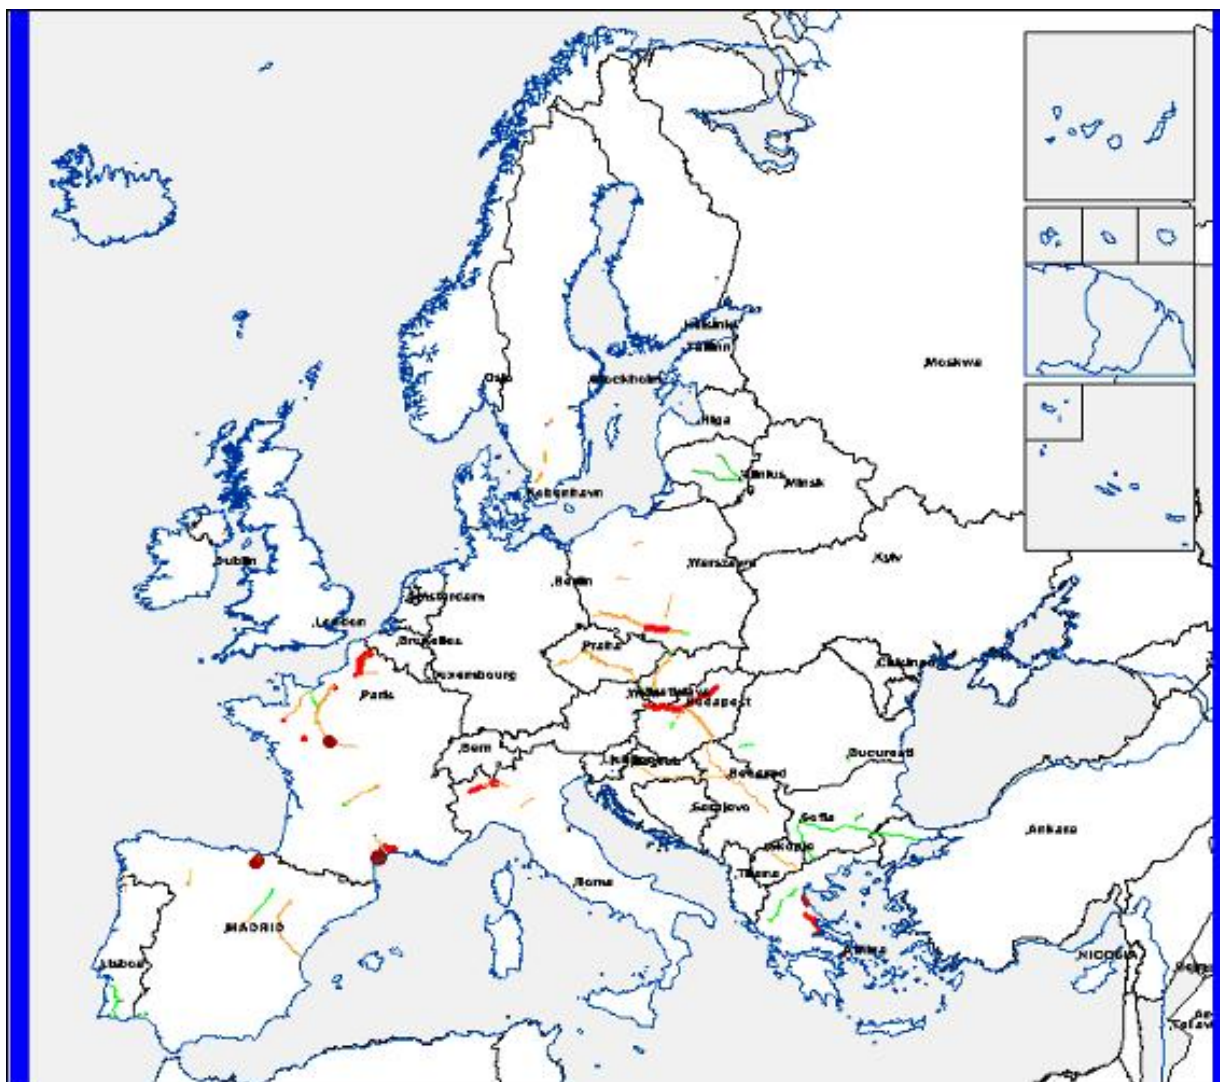 Helsinki
Tallinn
Oslo
Stockholm
Moskwa
Riga
Vilnius
København
Minsk
Dublin
Kyiv
Warszawa
Berlin
Amsterdam
London
Bruxelles
Praha
Luxembourg
Chisinau
Paris
Budapest
Bern
Bucuresti
Beograd
Sarajevo
Sofia
Ankara
Skopje
Tirana
Roma
MADRID
Lisboa
Athina
NICOSIA